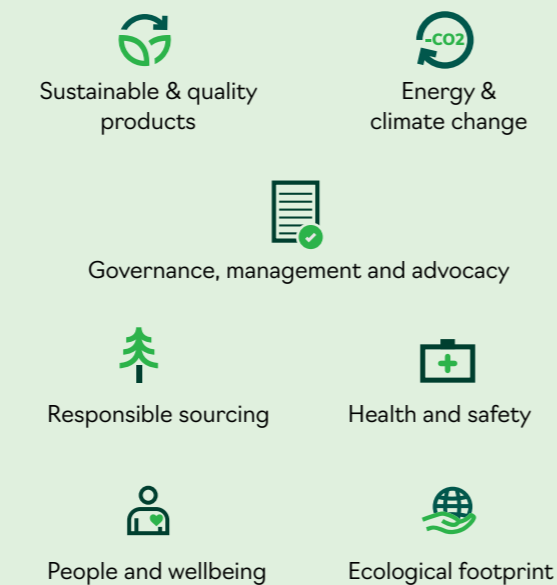 -CO2
Sustainable & quality
products
Energy &
climate change
Governance, management and advocacy
Responsible sourcing
Health and safety
People and wellbeing
Ecological footprint